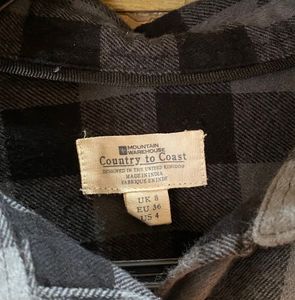 MOUNTAIN
WAREHOUSE
Country to Coast
DESIGNED IN THE UNITED KINGDOM
MADE IN INDIA
FABRIQUE EN INDE
UK 8
EU 36
US 4